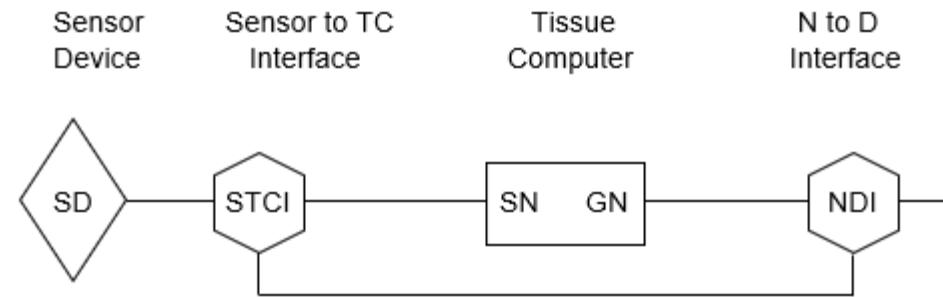 Sensor Sensor to TC Tissue N to D
Device Interface Computer Interface
SD STCI SN GN NDI